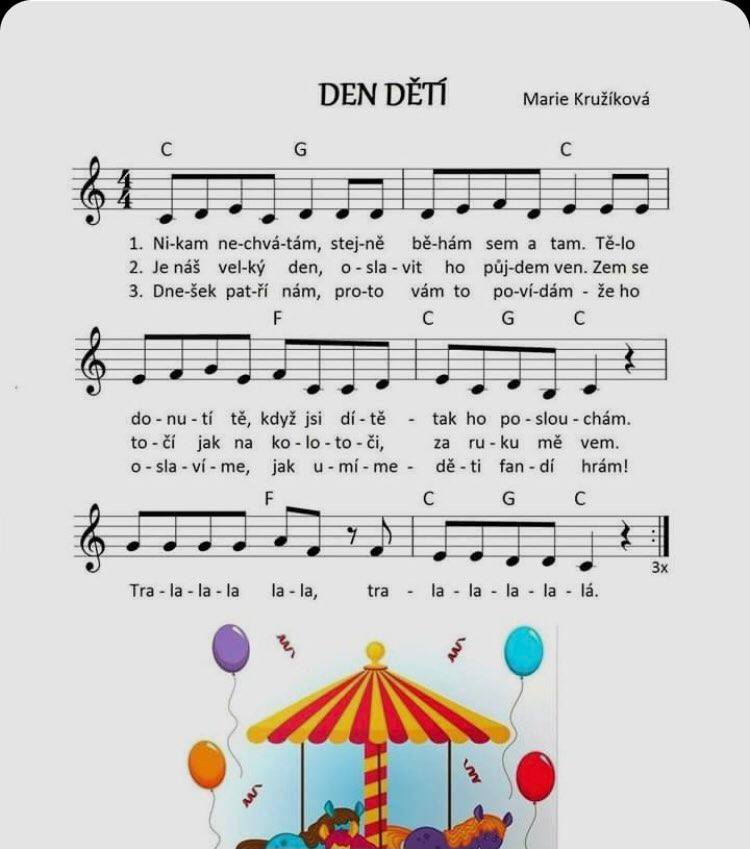 DEN DĚTÍ
Marie Kružíková
C G C
1. Ni-kam ne-chvá-tám, stej-ně bě-hám sem a tam. Tě-lo
2. Je náš vel-ký den, o-sla-vit ho půj-dem ven. Zem se
3. Dne-šek pat-ří nám, pro-to vám to po-ví-dám - že ho
F C G C
do-nu-tí tě, když jsi dí-tě - tak ho po-slou-chám.
to-čí jak na ko-lo-to-či, za ru-ku mě vem.
o-sla-ví-me, jak u-mí-me - dě-ti fan-dí hrám!
F C G C
3x
Tra-la-la-la la-la, tra - la-la-la-la-lá.